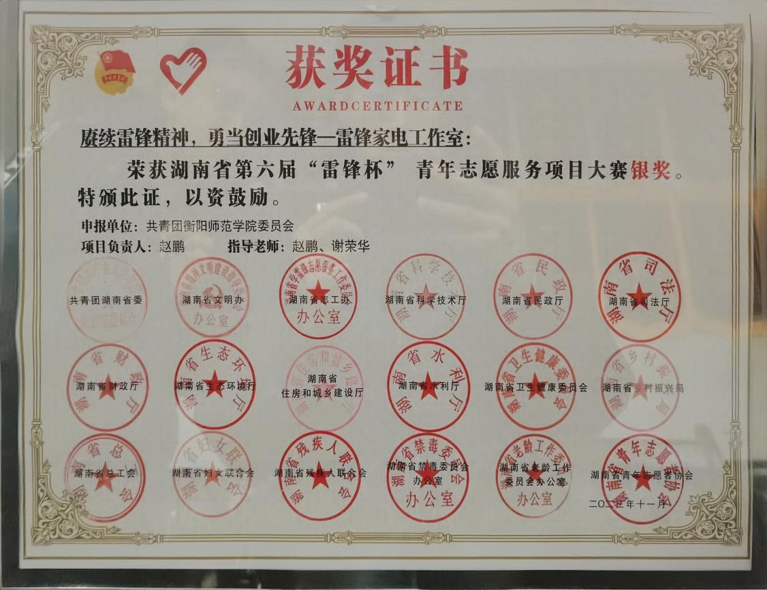 获奖证书
AWARDCERTIFICATE
赓续雷锋精神，勇当创业先锋—雷锋家电工作室：
荣获湖南省第六届“雷锋杯” 青年志愿服务项目大赛银奖。
特颁此证，以资鼓励。
申报单位：共青团衡阳师范学院委员会
项目负责人：赵鹏 指导老师：赵鹏、谢荣华
共青团湖南省委 湖南省文明办 湖南省志工办 湖南省科学技术厅 湖南省民政厅 湖南省司法厅
办公室 办公室
湖南省财政厅 湖南省生态环境厅 湖南省住房和城乡建设厅 湖南省水利厅 湖南省卫生健康委员会 湖南省乡村振兴局
湖南省总工会 湖南省妇女联合会 湖南省残疾人联合会 湖南省禁毒委员会办公室 湖南省老龄工作委员会办公室 湖南省青年志愿者协会
办公室 办公室
十一月